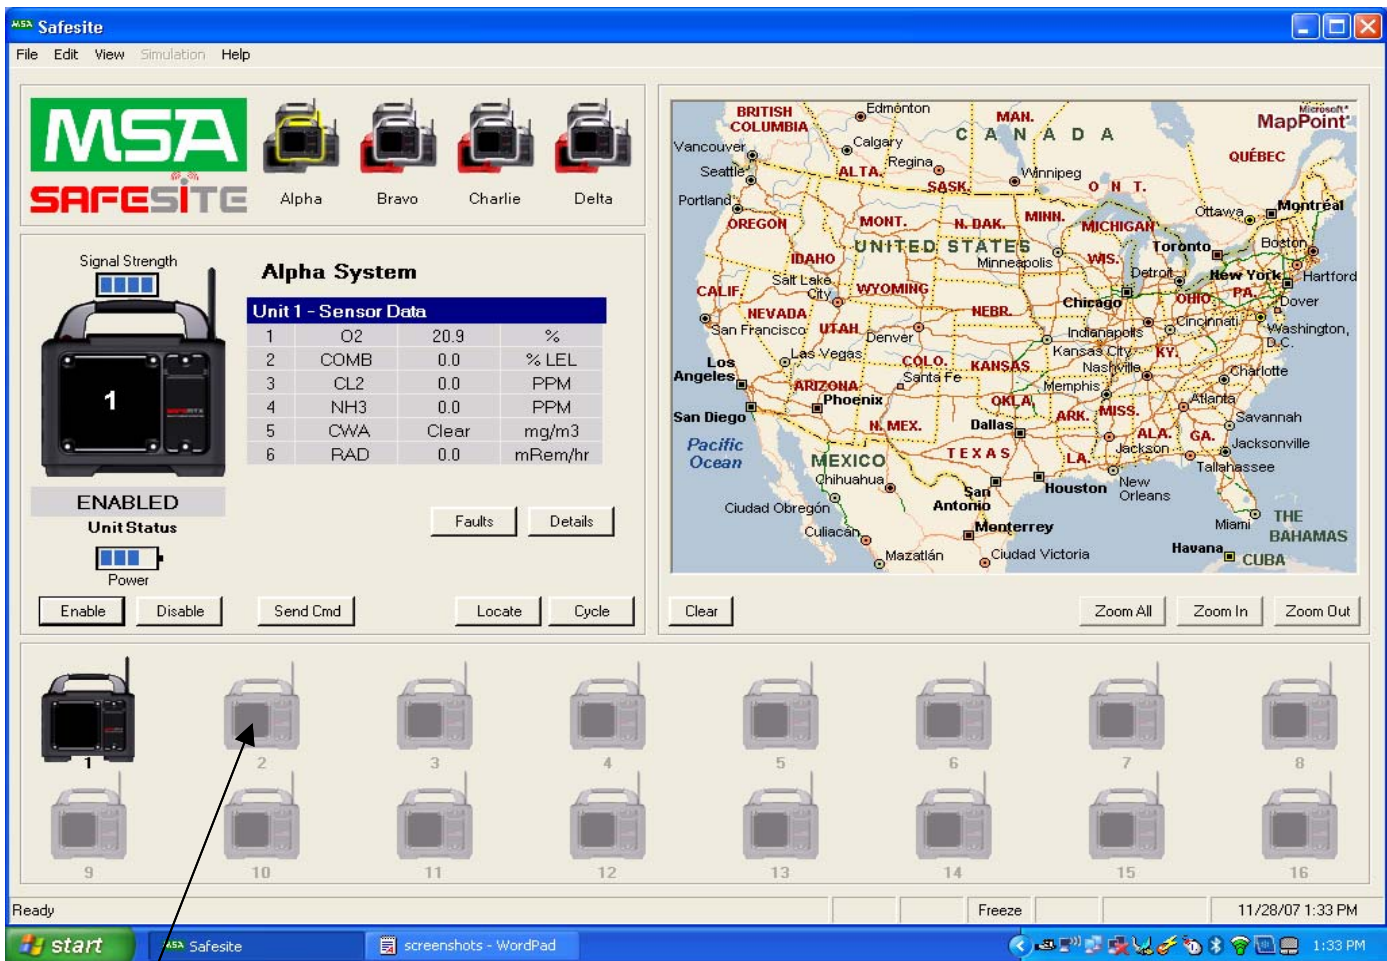 MSA Safesite
File Edit View Simulation Help
MSA
SAFESITE
Alpha Bravo Charlie Delta
Signal Strength
1
ENABLED
Unit Status
Power
Enable Disable
Alpha System
Unit 1 - Sensor Data
1 O2 20.9 %
2 COMB 0.0 % LEL
3 CL2 0.0 PPM
4 NH3 0.0 PPM
5 CWA Clear mg/m3
6 RAD 0.0 mRem/hr
Faults Details
Send Cmd Locate Cycle
Microsoft
MapPoint
BRITISH
COLUMBIA
Edmonton
MAN.
CANADA
Vancouver
Calgary
QUÉBEC
Seattle
ALTA.
Regina
SASK.
Winnipeg
ONT.
Portland
Ottawa
Montréal
OREGON
MONT.
N. DAK.
MINN.
MICHIGAN
UNITED STATES
Toronto
Boston
IDAHO
Minneapolis
WIS.
Detroit
New York
Hartford
CALIF.
Salt Lake
City
WYOMING
Chicago
OHIO
PA.
Dover
NEVADA
NEBR.
San Francisco
UTAH
Denver
Indianapolis
Cincinnati
Washington,
D.C.
Las Vegas
Kansas City
KY.
Los
Angeles
COLO.
KANSAS
Nashville
Charlotte
ARIZONA
Santa Fe
Memphis
Phoenix
OKLA.
Atlanta
San Diego
N. MEX.
Dallas
ARK.
MISS.
Savannah
Pacific
Ocean
ALA.
GA.
Jacksonville
MEXICO
TEXAS
LA.
Jackson
Tallahassee
Chihuahua
San
Antonio
Houston
New
Orleans
Ciudad Obregón
Culiacán
Monterrey
Miami
THE
BAHAMAS
Mazatlán
Ciudad Victoria
Havana
CUBA
Clear Zoom All Zoom In Zoom Out
1 2 3 4 5 6 7 8
9 10 11 12 13 14 15 16
Ready Freeze 11/28/07 1:33 PM
start MSA Safesite screenshots - WordPad 1:33 PM